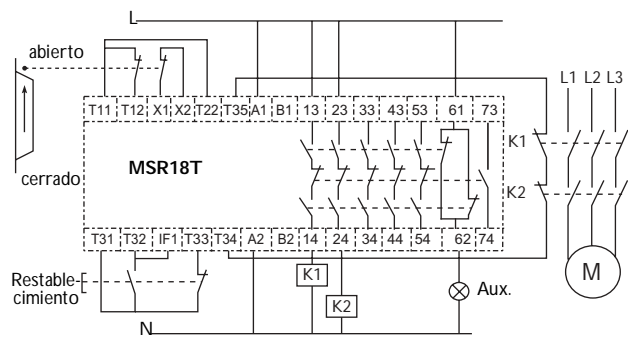 L
abierto
L1 L2 L3
T11 T12 X1 X2 T22 T35 A1 B1 13 23 33 43 53 61 73
K1
MSR18T
cerrado
K2
T31 T32 IF1 T33 T34 A2 B2 14 24 34 44 54 62 74
K1
M
Restable-
cimiento
Aux.
K2
N